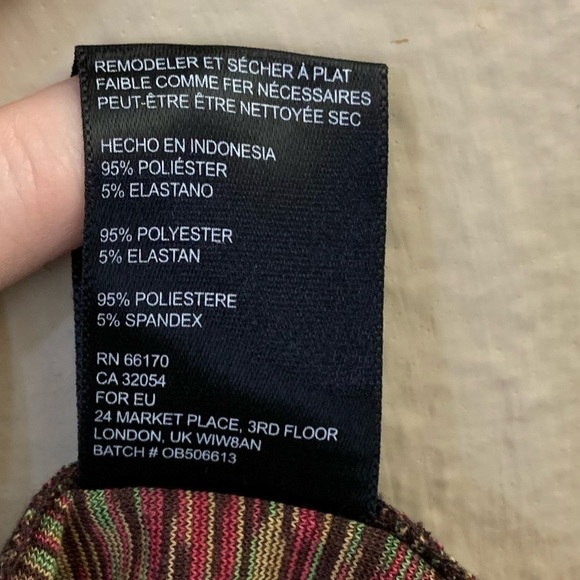 REMODELER ET SÉCHER À PLAT
FAIBLE COMME FER NÉCESSAIRES
PEUT-ÊTRE ÊTRE NETTOYÉE SEC
HECHO EN INDONESIA
95% POLIÉSTER
5% ELASTANO
95% POLYESTER
5% ELASTAN
95% POLIESTERE
5% SPANDEX
RN 66170
CA 32054
FOR EU
24 MARKET PLACE, 3RD FLOOR
LONDON, UK WIW8AN
BATCH # OB506613